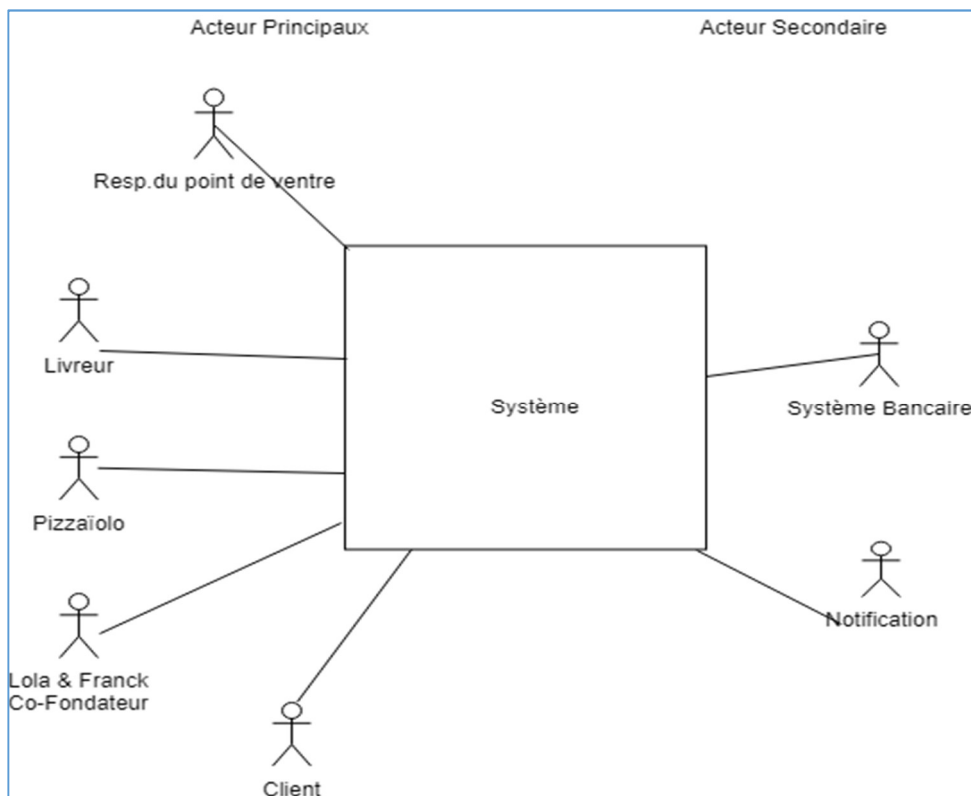 Acteur Principaux
Acteur Secondaire
Resp.du point de ventre
Livreur
Système
Système Bancaire
Pizzaïolo
Notification
Lola & Franck
Co-Fondateur
Client